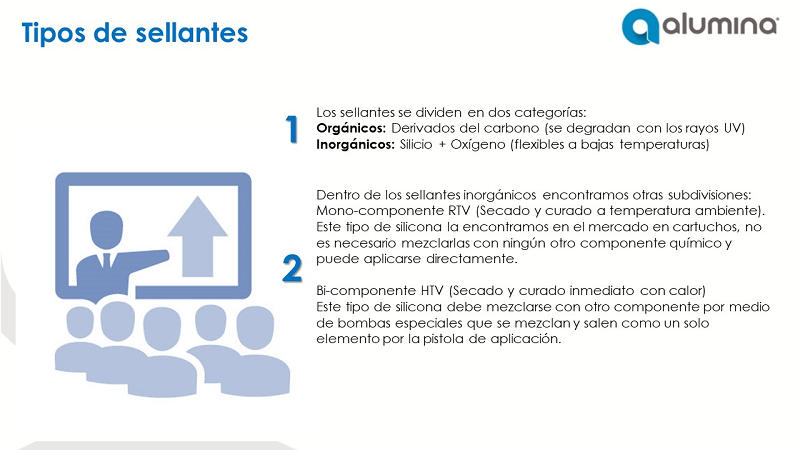 Tipos de sellantes
alumina
1
Los sellantes se dividen en dos categorías:
Orgánicos: Derivados del carbono (se degradan con los rayos UV)
Inorgánicos: Silicio + Oxígeno (flexibles a bajas temperaturas)
2
Dentro de los sellantes inorgánicos encontramos otras subdivisiones:
Mono-componente RTV (Secado y curado a temperatura ambiente).
Este tipo de silicona la encontramos en el mercado en cartuchos, no
es necesario mezclarlas con ningún otro componente químico y
puede aplicarse directamente.
Bi-componente HTV (Secado y curado inmediato con calor)
Este tipo de silicona debe mezclarse con otro componente por medio
de bombas especiales que se mezclan y salen como un solo
elemento por la pistola de aplicación.